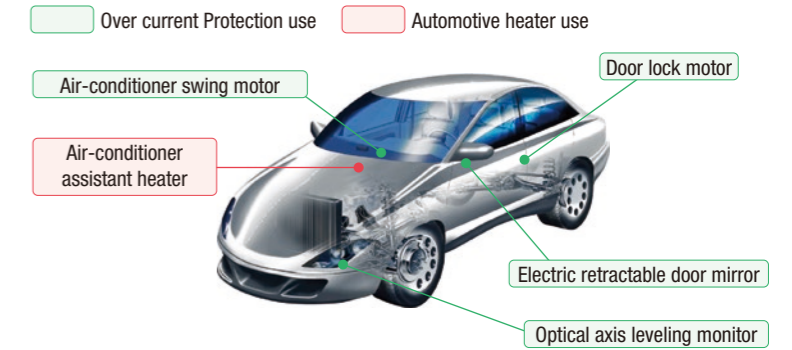 Over current Protection use
Automotive heater use
Door lock motor
Air-conditioner swing motor
Air-conditioner
assistant heater
Electric retractable door mirror
Optical axis leveling monitor